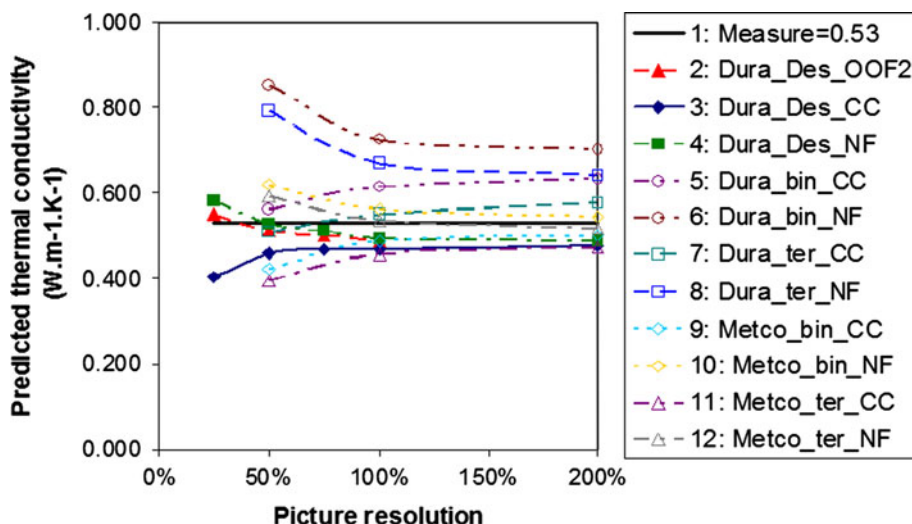 Predicted thermal conductivity
(W.m-1.K-1)
1.000
0.800
0.600
0.400
0.200
0.000
0%
50%
100%
150%
200%
Picture resolution
1: Measure=0.53
2: Dura_Des_OOF2
3: Dura_Des_CC
4: Dura_Des_NF
5: Dura_bin_CC
6: Dura_bin_NF
7: Dura_ter_CC
8: Dura_ter_NF
9: Metco_bin_CC
10: Metco_bin_NF
11: Metco_ter_CC
12: Metco_ter_NF